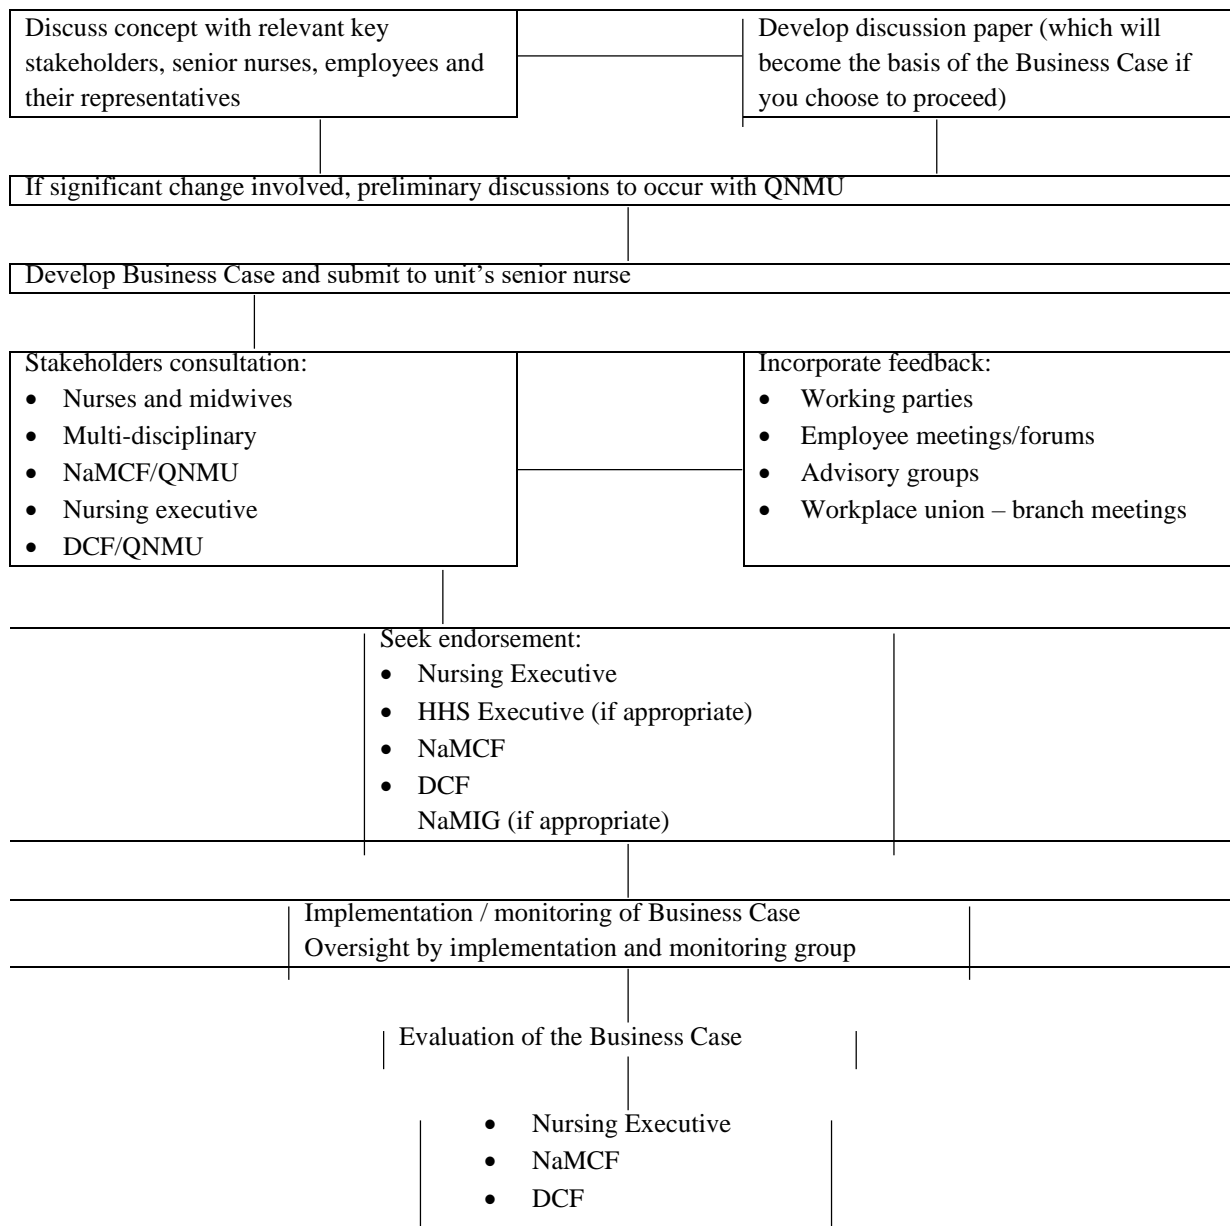 Discuss concept with relevant key
stakeholders, senior nurses, employees and
their representatives
Develop discussion paper (which will
become the basis of the Business Case if
you choose to proceed)
If significant change involved, preliminary discussions to occur with QNMU
Develop Business Case and submit to unit's senior nurse
Stakeholders consultation:
• Nurses and midwives
• Multi-disciplinary
• NaMCF/QNMU
• Nursing executive
• DCF/QNMU
Incorporate feedback:
• Working parties
• Employee meetings/forums
• Advisory groups
• Workplace union – branch meetings
Seek endorsement:
• Nursing Executive
• HHS Executive (if appropriate)
• NaMCF
• DCF
NaMIG (if appropriate)
Implementation / monitoring of Business Case
Oversight by implementation and monitoring group
Evaluation of the Business Case
• Nursing Executive
• NaMCF
• DCF